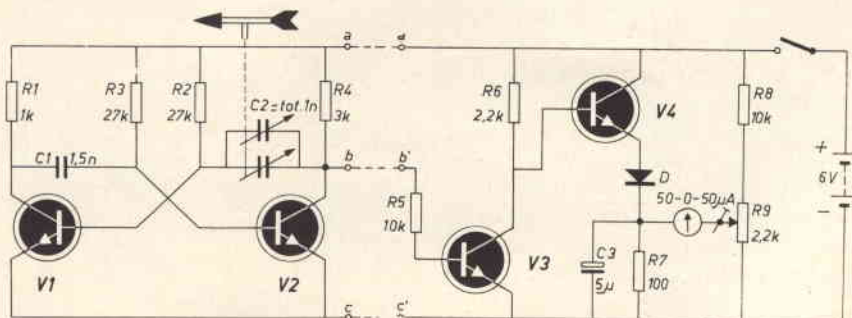 a
a
R1
1k
R3
27k
R2
27k
C2=tot.1n
R4
3k
C1
1,5n
b
b'
R5
10k
V1
V2
c
c'
R6
2,2k
V4
V3
D
50-0-50µA
C3
5µ
R7
100
R8
10k
R9
2,2k
+
6V
-